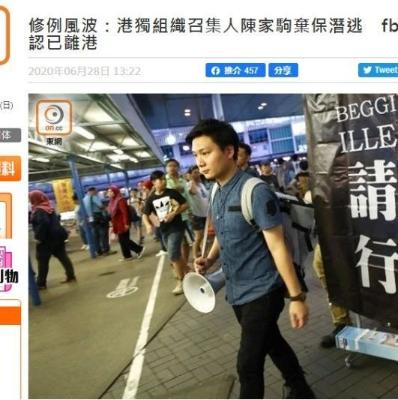 修例風波：港獨組織召集人陳家駒棄保潛逃 fb
認已離港
2020年06月28日 13:22
推介 457
分享
Tweet
(日)
体
on.cc
東網
料
物
BEGGI
ILLE
請
行